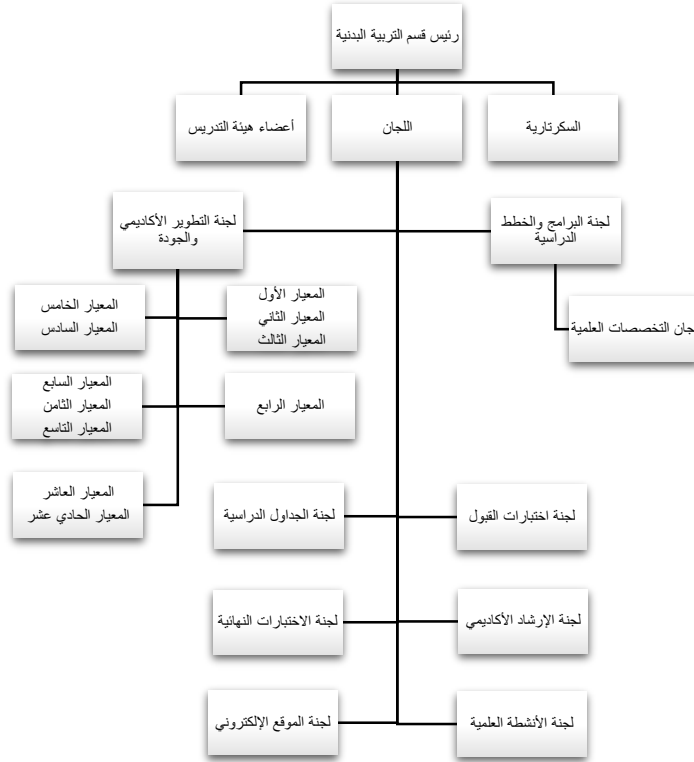 رئيس قسم التربية البدنية
السكرتارية
اللجان
أعضاء هيئة التدريس
لجنة البرامج والخطط
الدراسية
لجنة التطوير الأكاديمي
والجودة
جان التخصصات العلمية
المعيار الأول
المعيار الثاني
المعيار الثالث
المعيار الخامس
المعيار السادس
المعيار الرابع
المعيار السابع
المعيار الثامن
المعيار التاسع
المعيار العاشر
المعيار الحادي عشر
لجنة اختبارات القبول
لجنة الجداول الدراسية
لجنة الإرشاد الأكاديمي
لجنة الاختبارات النهائية
لجنة الأنشطة العلمية
لجنة الموقع الإلكتروني